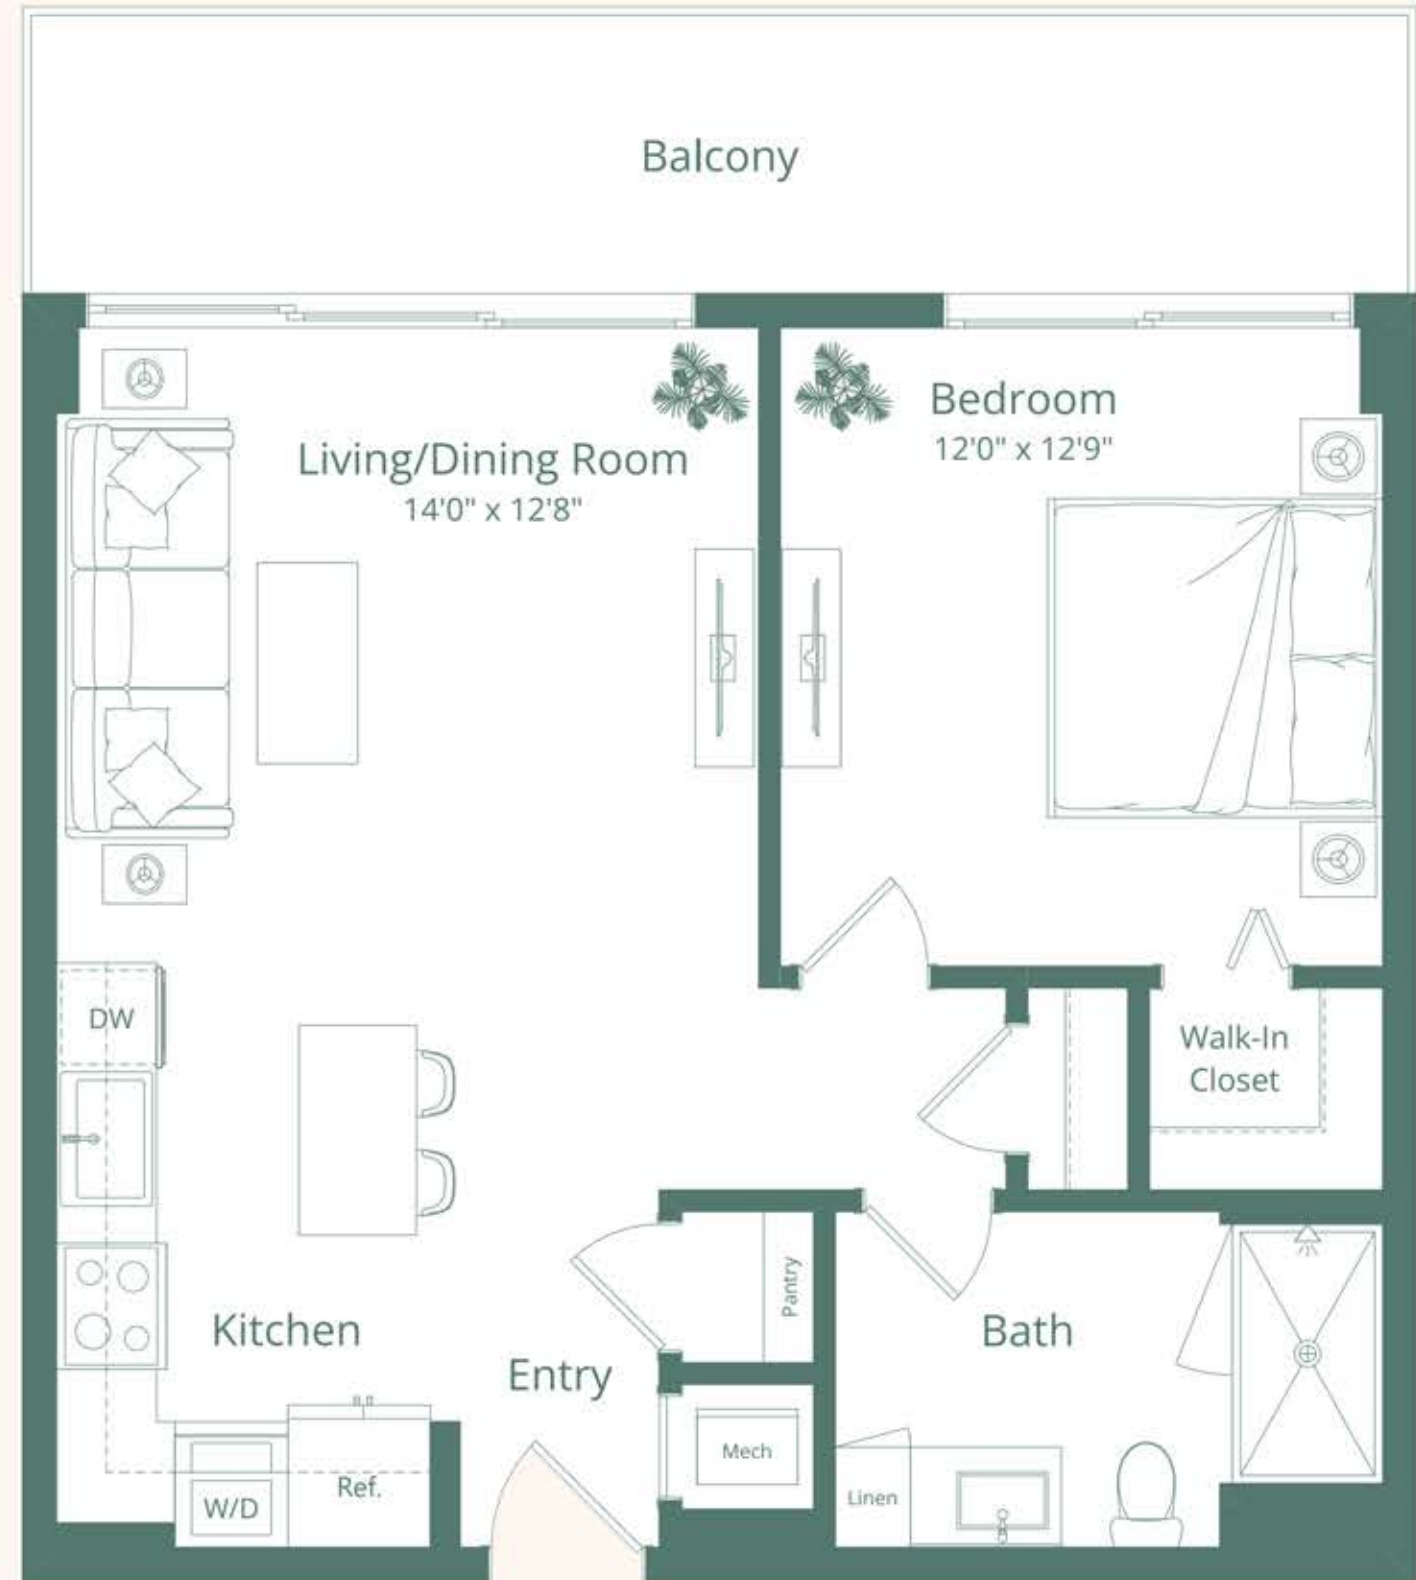 Balcony
Living/Dining Room
14'0" x 12'8"
Bedroom
12'0" x 12'9"
DW
Walk-In
Closet
Kitchen
Entry
Pantry
Bath
Mech
Ref.
W/D
Linen